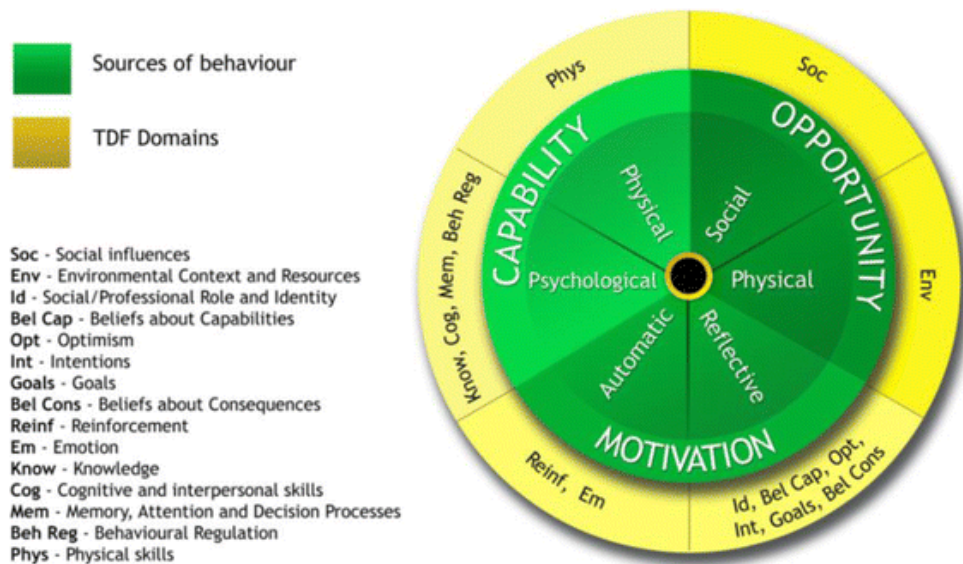 Sources of behaviour
TDF Domains
Soc - Social influences
Env - Environmental Context and Resources
Id - Social/Professional Role and Identity
Bel Cap - Beliefs about Capabilities
Opt - Optimism
Int - Intentions
Goals - Goals
Bel Cons - Beliefs about Consequences
Reinf - Reinforcement
Em - Emotion
Know - Knowledge
Cog - Cognitive and interpersonal skills
Mem - Memory, Attention and Decision Processes
Beh Reg - Behavioural Regulation
Phys - Physical skills
Phys
Soc
CAPABILITY
OPPORTUNITY
Physical
Social
Know, Cog, Mem, Beh Reg
Psychological
Physical
Env
Automatic
Reflective
MOTIVATION
Reinf, Em
Id, Bel Cap, Opt,
Int, Goals, Bel Cons